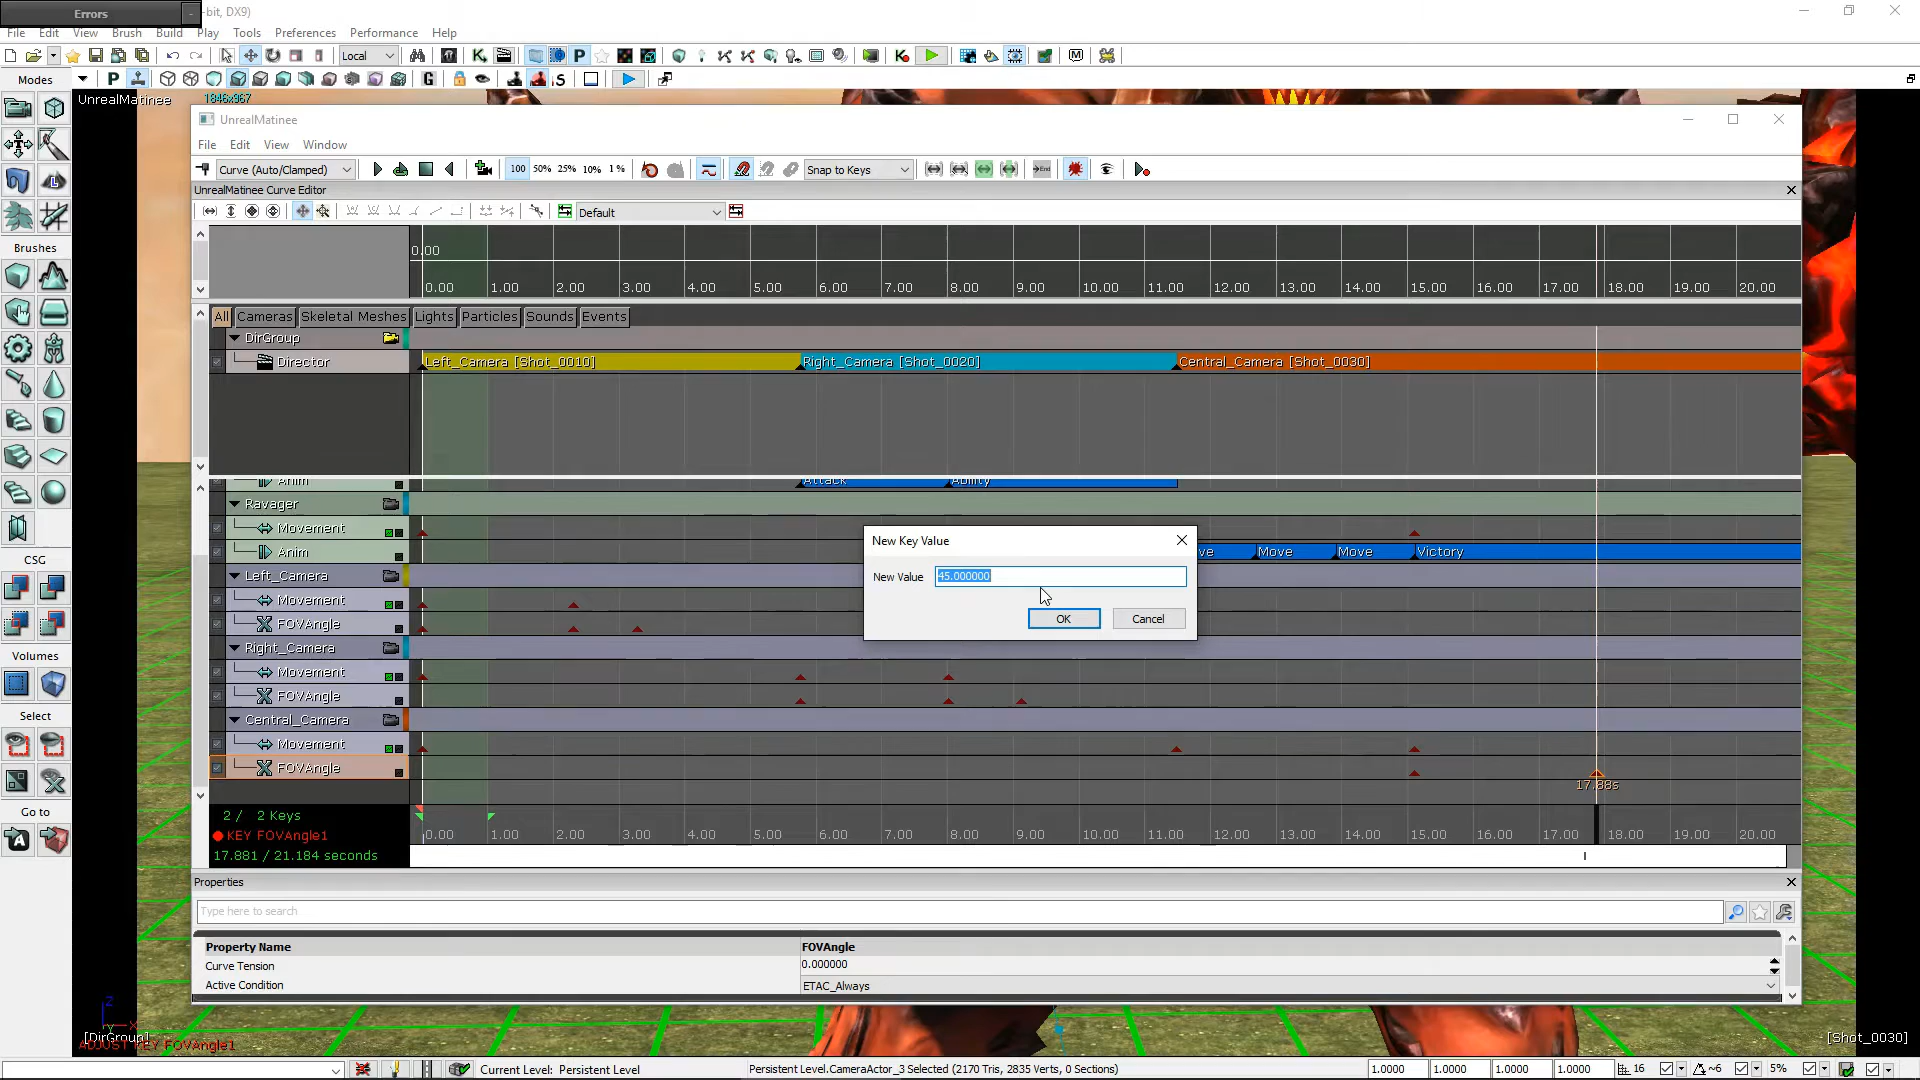 Errors
-
-bit, DX9)
File Edit View Brush Build Play Tools Preferences Performance Help
Local
Modes
UnrealMatinee 1846x967
UnrealMatinee
File Edit View Window
Curve (Auto/Clamped) 100 50% 25% 10% 1% Snap to Keys
UnrealMatinee Curve Editor
Default
0.00
0.00 1.00 2.00 3.00 4.00 5.00 6.00 7.00 8.00 9.00 10.00 11.00 12.00 13.00 14.00 15.00 16.00 17.00 18.00 19.00 20.00
All Cameras Skeletal Meshes Lights Particles Sounds Events
DirGroup
Director Left_Camera [Shot_0010] Right_Camera [Shot_0020] Central_Camera [Shot_0030]
Anim Attack Ability
Ravager
Movement
Anim ve Move Move Victory
Left_Camera
Movement
FOVAngle
Right_Camera
Movement
FOVAngle
Central_Camera
Movement
FOVAngle
17.88s
New Key Value
New Value 45.000000
OK Cancel
2 / 2 Keys
KEY FOVAngle1
17.881 / 21.184 seconds
0.00 1.00 2.00 3.00 4.00 5.00 6.00 7.00 8.00 9.00 10.00 11.00 12.00 13.00 14.00 15.00 16.00 17.00 18.00 19.00 20.00
Properties
Type here to search
Property Name FOVAngle
Curve Tension 0.000000
Active Condition ETAC_Always
Brushes
CSG
Volumes
Select
Go to
Z
X
Y
[DirGroup]
ADJUST KEY FOVAngle1
[Shot_0030]
Current Level: Persistent Level Persistent Level.CameraActor_3 Selected (2170 Tris, 2835 Verts, 0 Sections) 1.0000 1.0000 1.0000 1.0000 16 ~6 5%